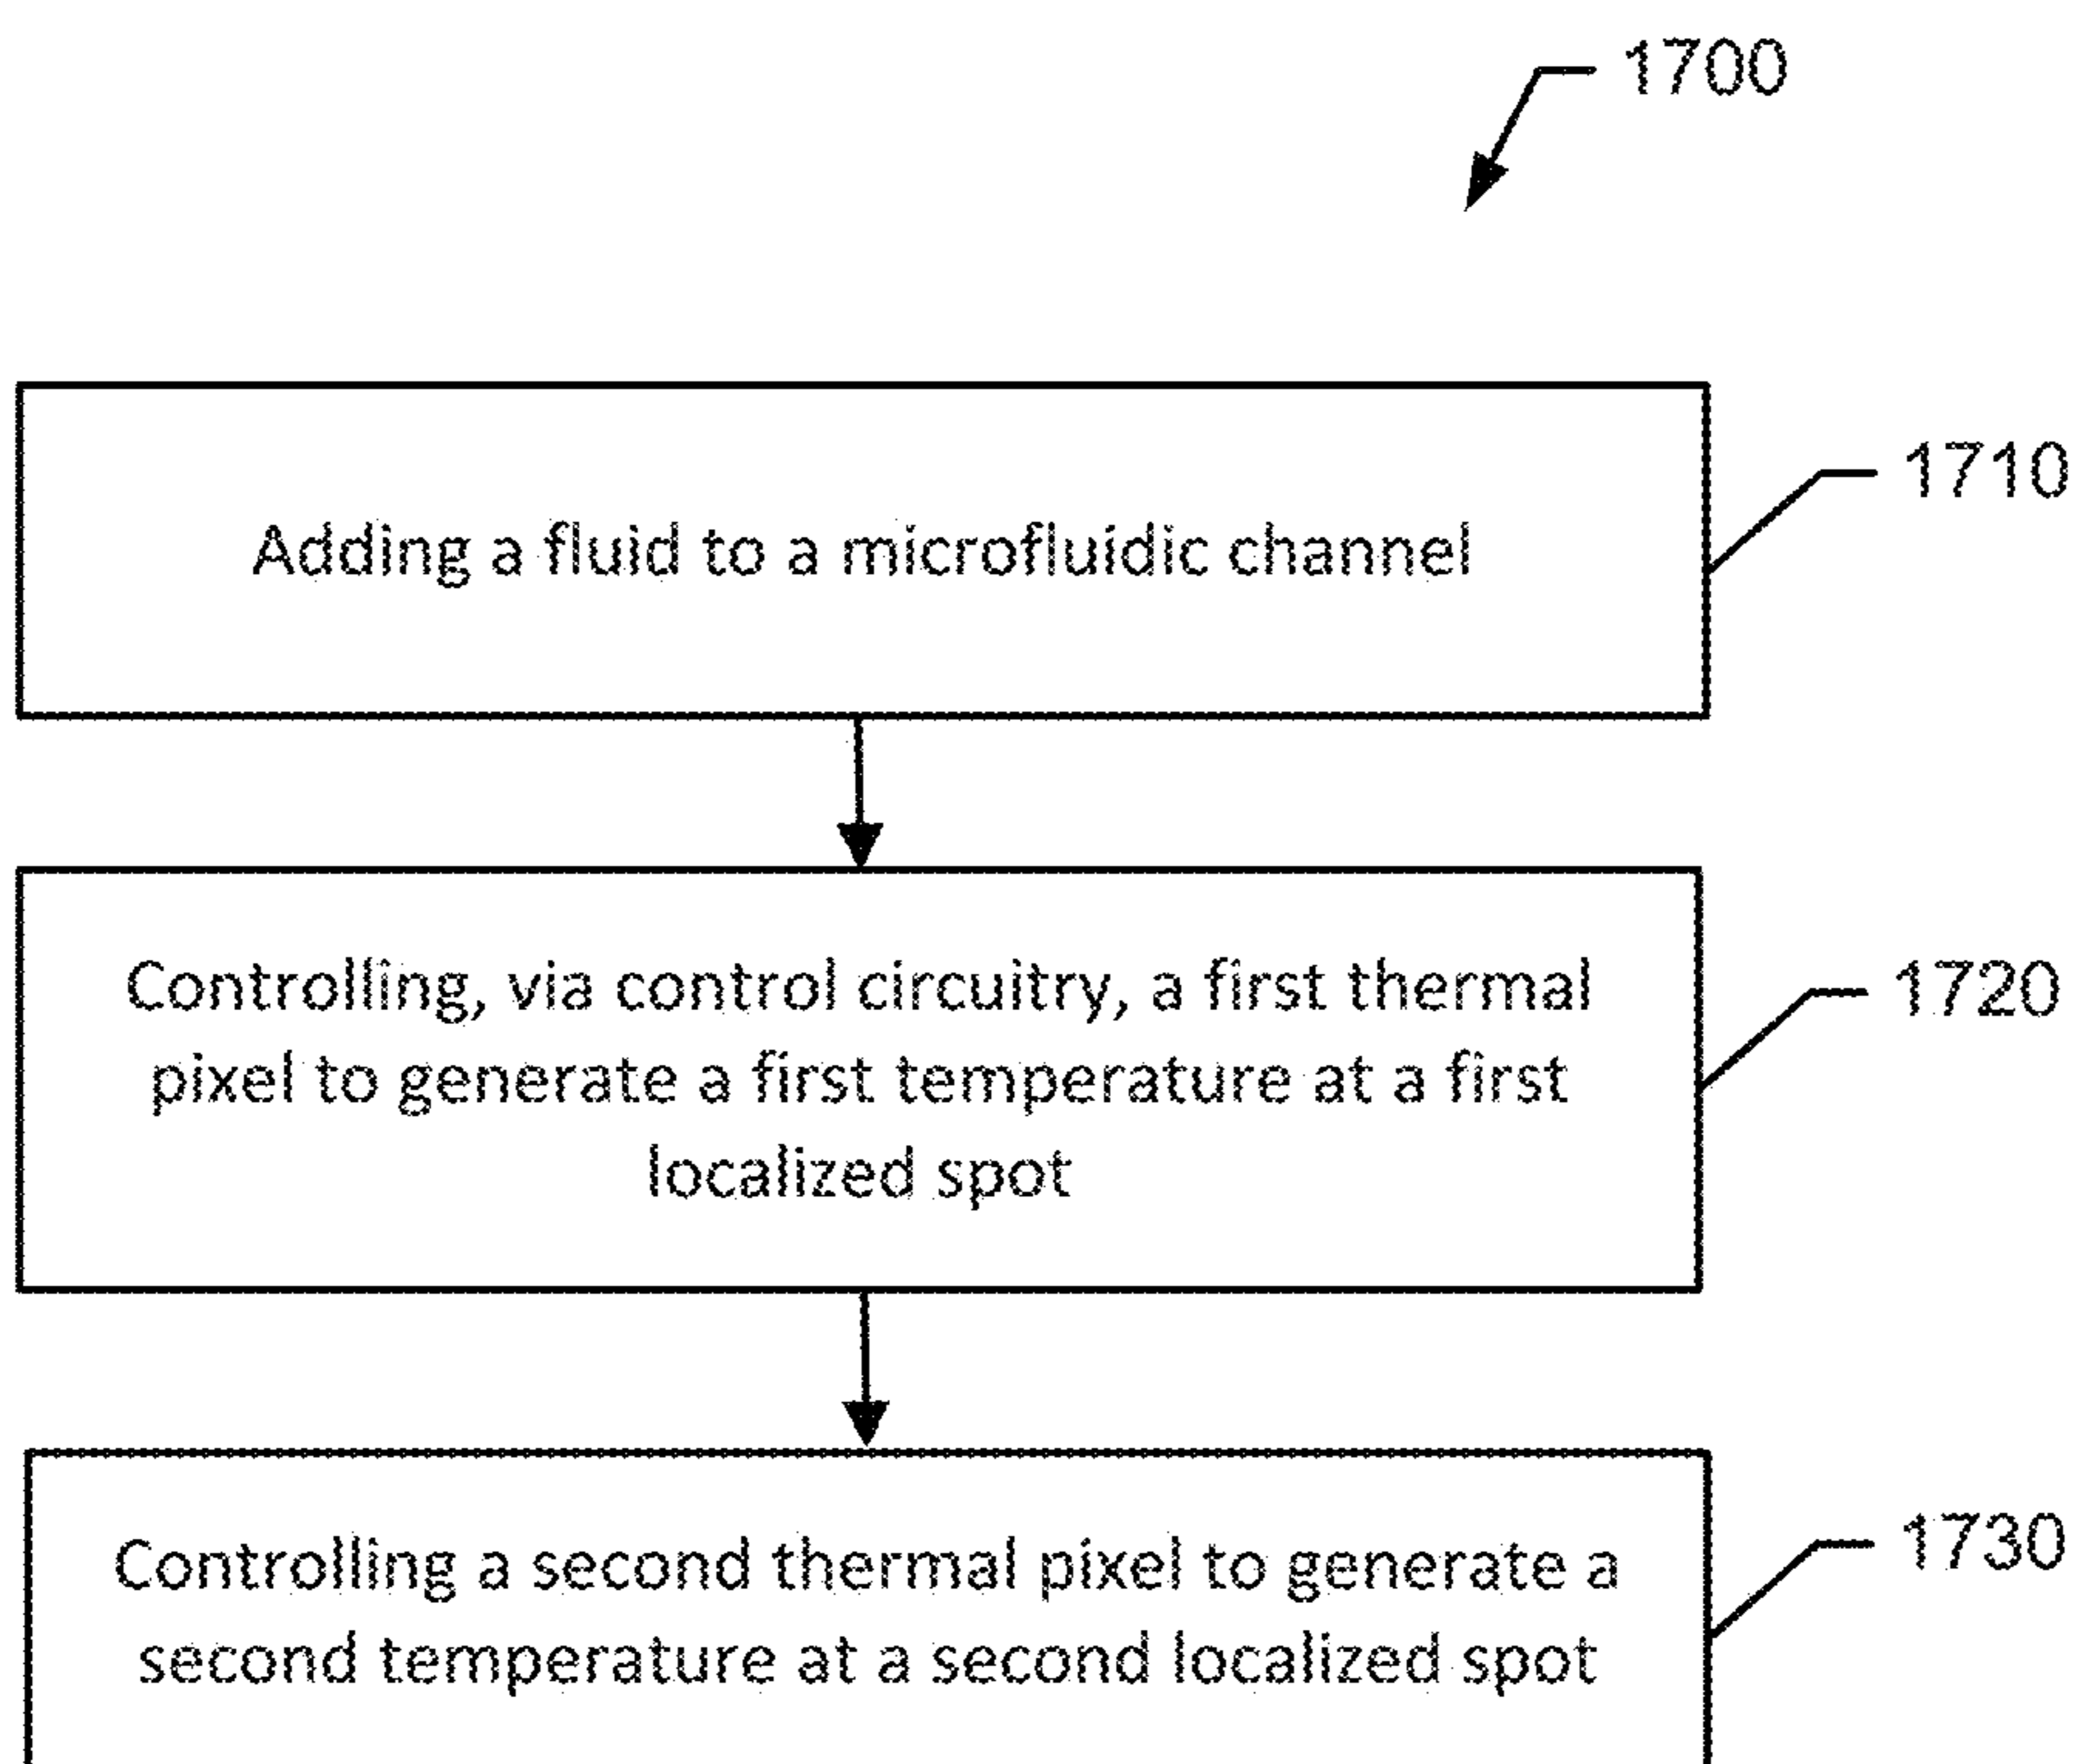 1700
Adding a fluid to a microfluidic channel
1710
Controlling, via control circuitry, a first thermal
pixel to generate a first temperature at a first
localized spot
1720
Controlling a second thermal pixel to generate a
second temperature at a second localized spot
1730